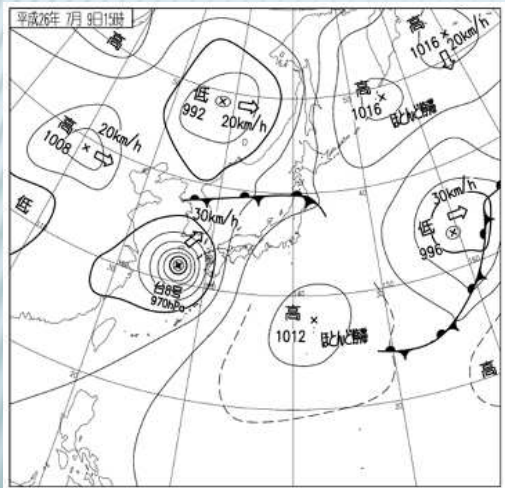 平成26年 7月 9日15時
高
高
1016
20km/h
低
992
20km/h
高
1016
ほとんど停滞
高
1008
20km/h
低
30km/h
30km/h
低
996
台8号
970hPa
高
1012
ほとんど停滞
高